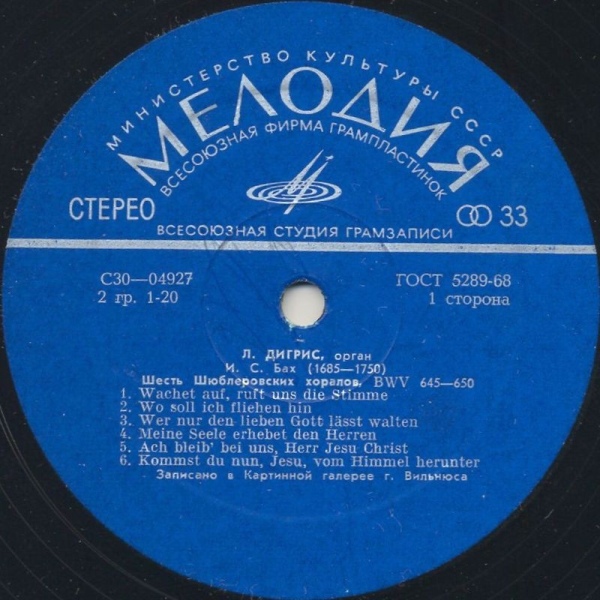 МИНИСТЕРСТВО КУЛЬТУРЫ СССР
МЕЛОДИЯ
ВСЕСОЮЗНАЯ ФИРМА ГРАМПЛАСТИНОК
СТЕРЕО
33
ВСЕСОЮЗНАЯ СТУДИЯ ГРАМЗАПИСИ
С30—04927 ГОСТ 5289-68
2 гр. 1-20 1 сторона
Л. ДИГРИС, орган
И. С. Бах (1685—1750)
Шесть Шюблеровских хоралов, BWV 645—650
1. Wachet auf, ruft uns die Stimme
2. Wo soll ich fliehen hin
3. Wer nur den lieben Gott lässt walten
4. Meine Seele erhebet den Herren
5. Ach bleib' bei uns, Herr Jesu Christ
6. Kommst du nun, Jesu, vom Himmel herunter
Записано в Картинной галерее г. Вильнюса